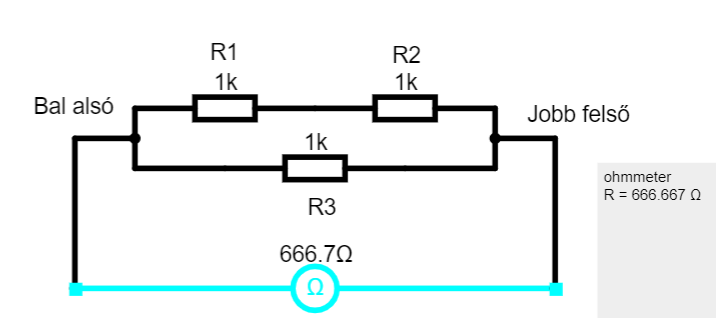 R1
R2
1k
1k
Bal alsó
Jobb felső
1k
R3
666.7Ω
Ω
ohmmeter
R = 666.667 Ω